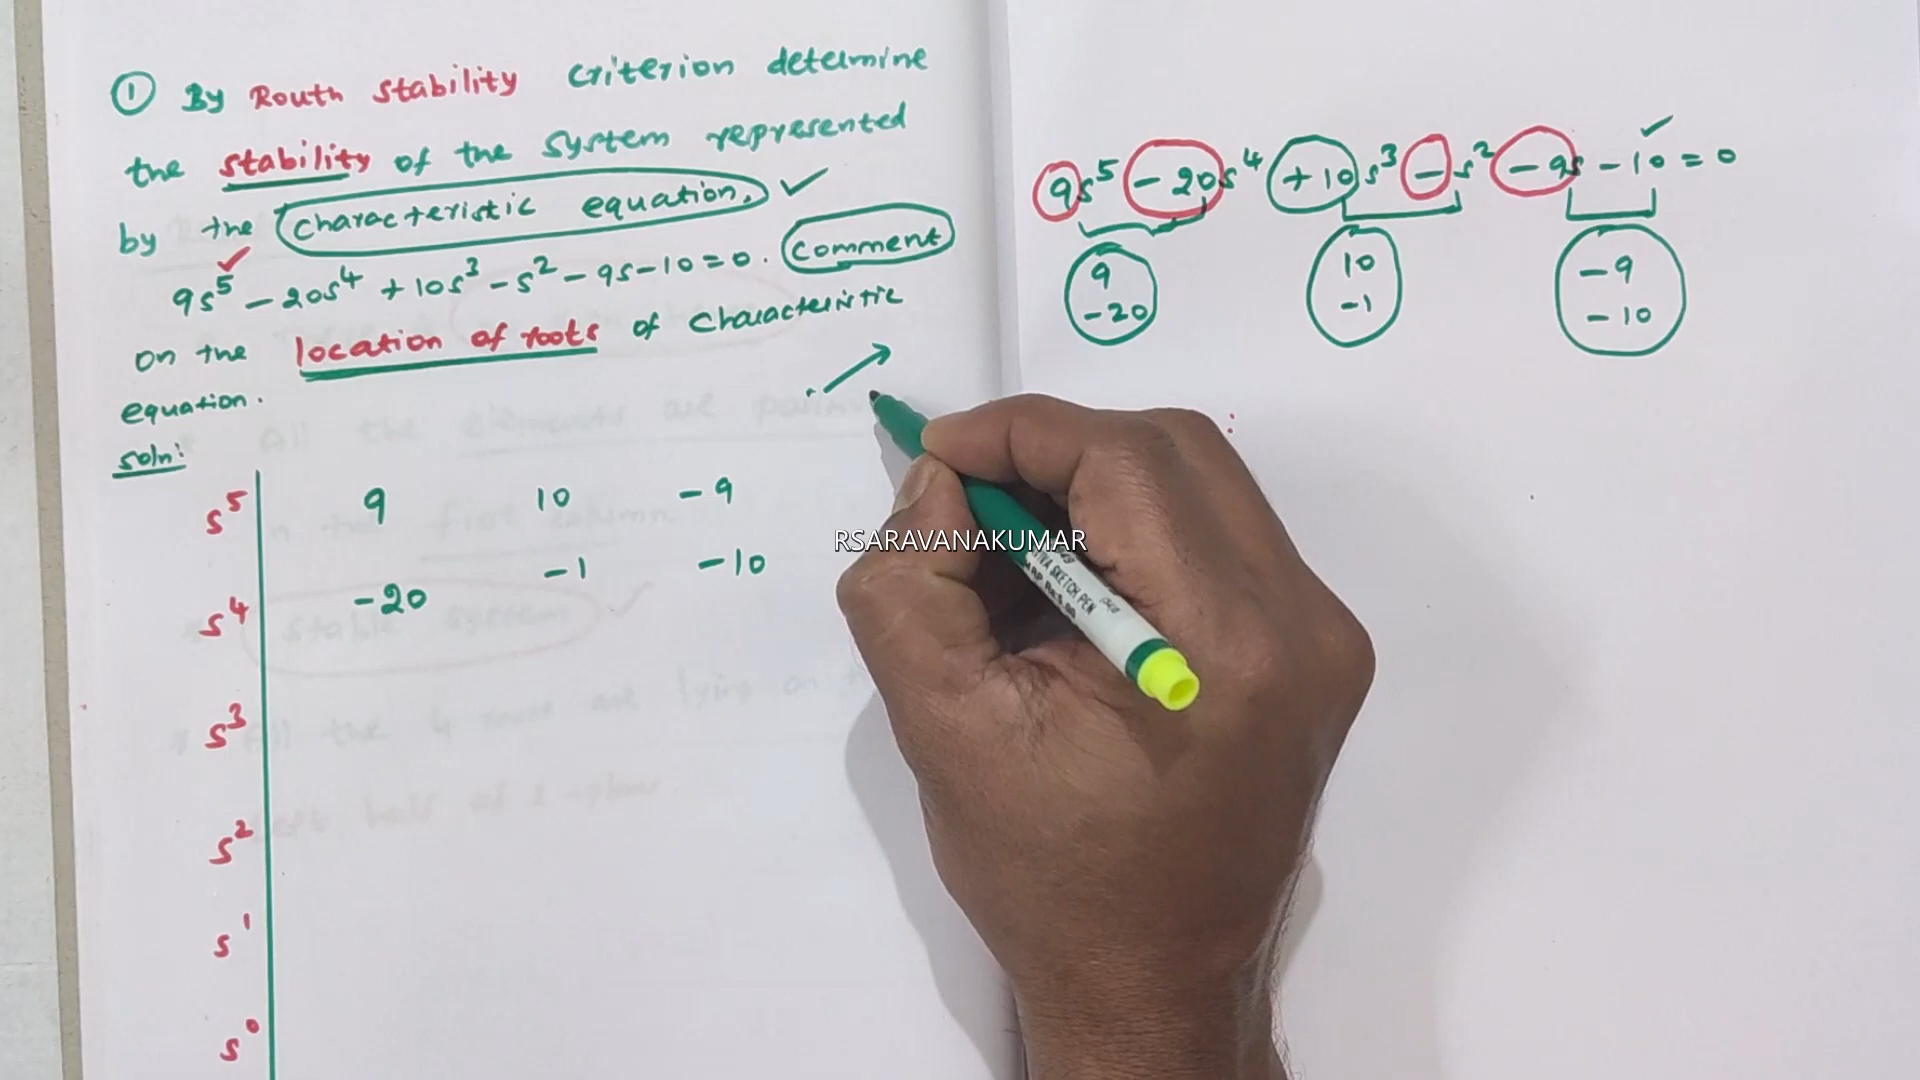 ① By Routh stability criterion determine
the stability of the system represented
by the characteristic equation,
9s⁵ - 20s⁴ + 10s³ - s² - 9s - 10 = 0. comment
on the location of roots of characteristic
equation.
soln:
s⁵ 9 10 -9
s⁴ -20 -1 -10
s³
s²
s¹
s⁰
9s⁵ - 20s⁴ + 10s³ - s² - 9s - 10 = 0
9 10 -9
-20 -1 -10
RSARAVANAKUMAR
SKETCH PEN